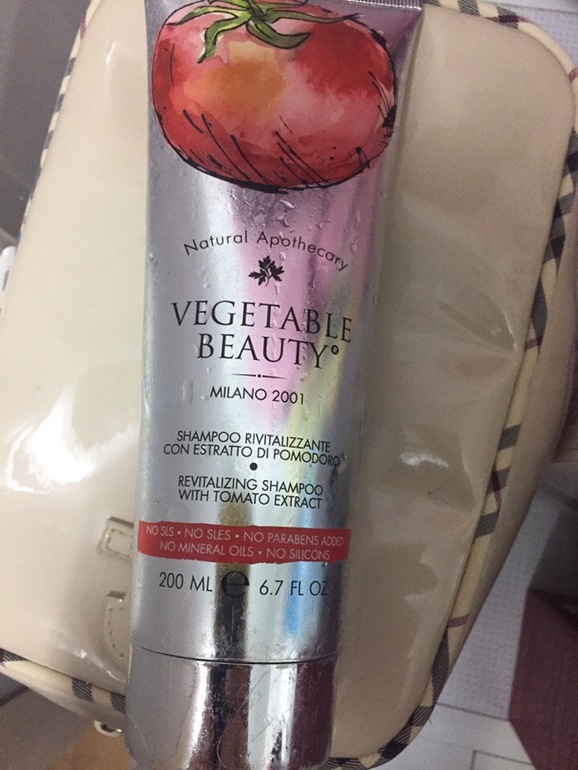 Natural Apothecary
VEGETABLE
BEAUTY®
MILANO 2001
SHAMPOO RIVITALIZZANTE
CON ESTRATTO DI POMODORO
•
REVITALIZING SHAMPOO
WITH TOMATO EXTRACT
NO SLS • NO SLES • NO PARABENS ADDED
NO MINERAL OILS • NO SILICONS
200 ML ℮ 6.7 FL OZ